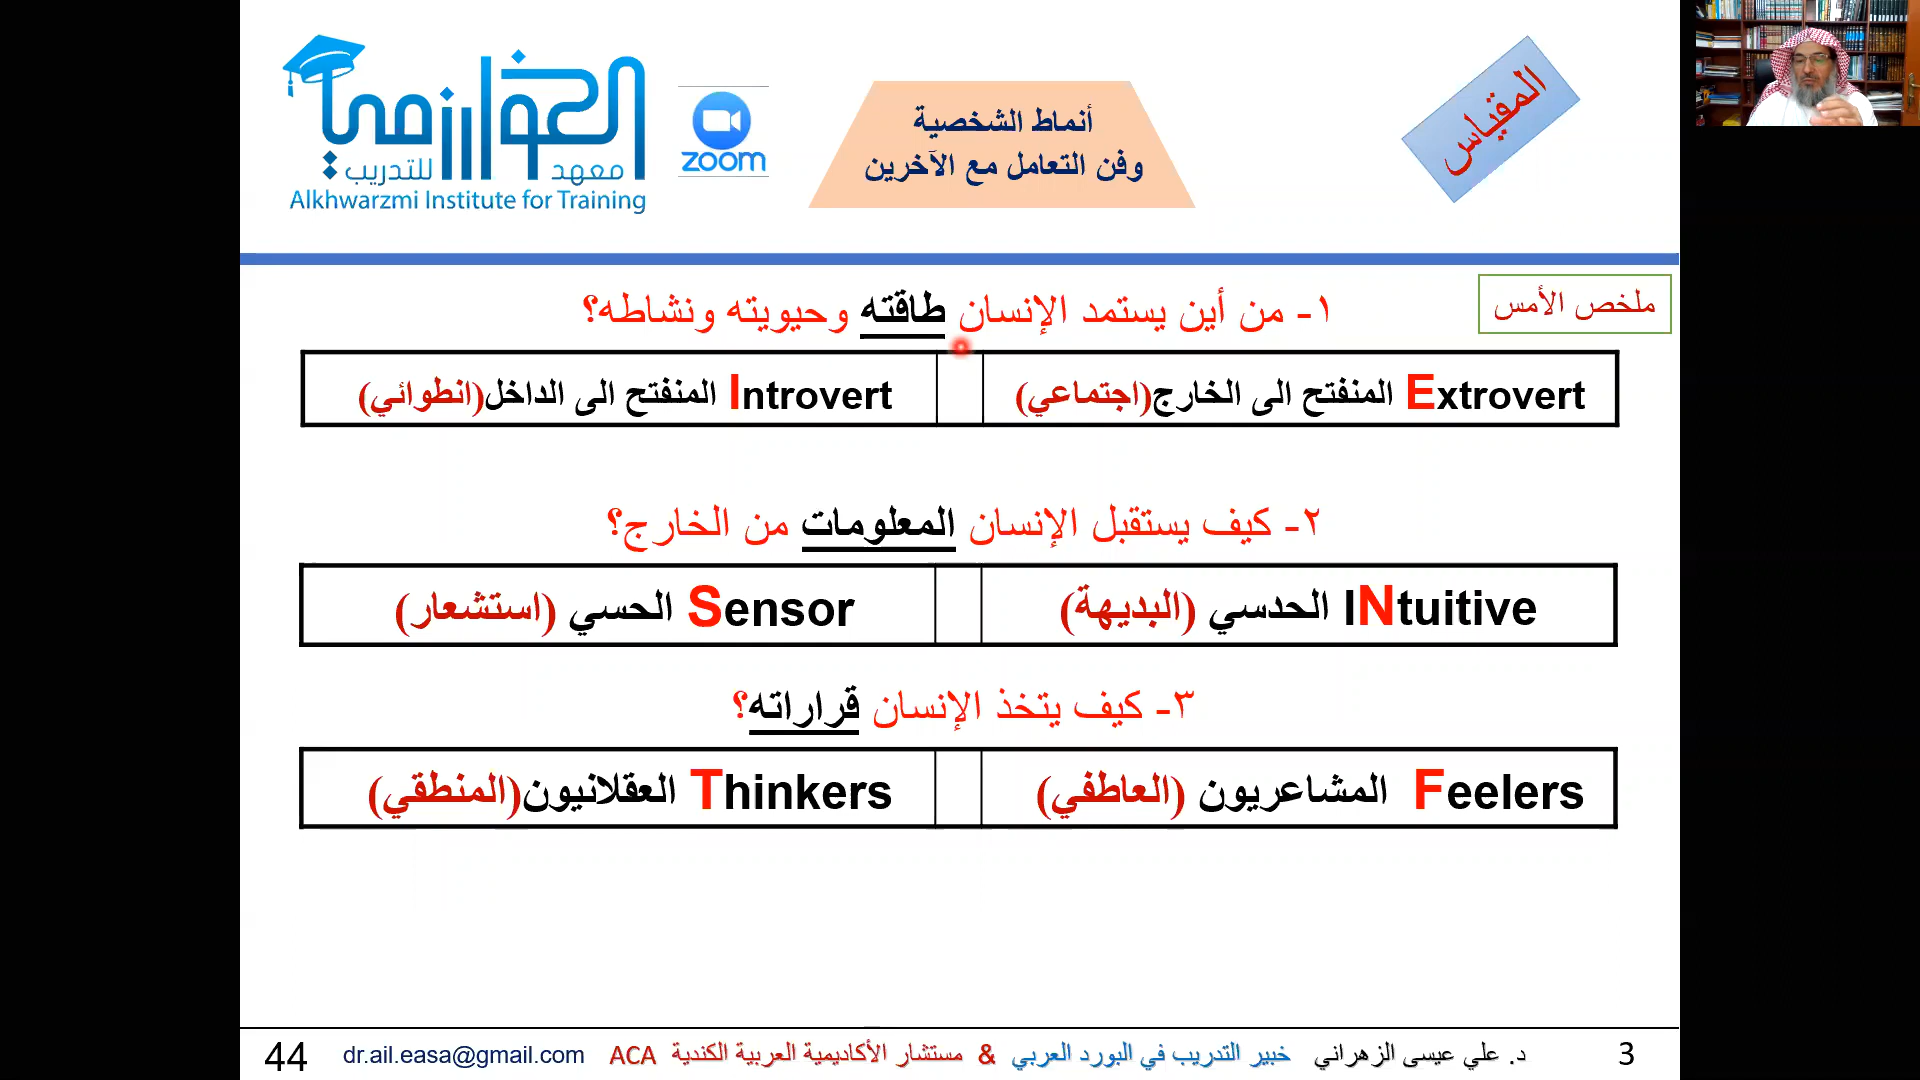 الخوارزمي
معهد للتدريب
Alkhwarzmi Institute for Training
zoom
أنماط الشخصية
وفن التعامل مع الآخرين
المقياس
ملخص الأمس
١- من أين يستمد الإنسان طاقته وحيويته ونشاطه؟
Extrovert المنفتح الى الخارج(اجتماعي)
Introvert المنفتح الى الداخل(انطوائي)
٢- كيف يستقبل الإنسان المعلومات من الخارج؟
INtuitive الحدسي (البديهة)
Sensor الحسي (استشعار)
٣- كيف يتخذ الإنسان قراراته؟
Feelers المشاعريون (العاطفي)
Thinkers العقلانيون(المنطقي)
3 د. علي عيسى الزهراني خبير التدريب في البورد العربي & مستشار الأكاديمية العربية الكندية ACA dr.ail.easa@gmail.com 44